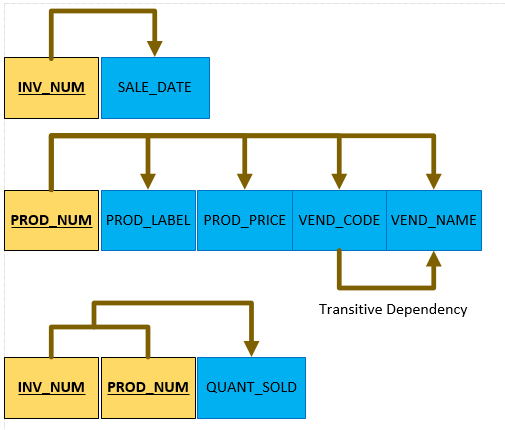 INV_NUM SALE_DATE
PROD_NUM PROD_LABEL PROD_PRICE VEND_CODE VEND_NAME
Transitive Dependency
INV_NUM PROD_NUM QUANT_SOLD